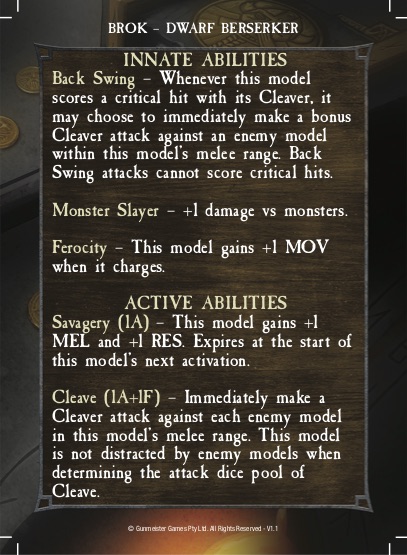 BROK – DWARF BERSERKER
INNATE ABILITIES
Back Swing – Whenever this model
scores a critical hit with its Cleaver, it
may choose to immediately make a bonus
Cleaver attack against an enemy model
within this model's melee range. Back
Swing attacks cannot score critical hits.
Monster Slayer – +1 damage vs monsters.
Ferocity – This model gains +1 MOV
when it charges.
ACTIVE ABILITIES
Savagery (1A) – This model gains +1
MEL and +1 RES. Expires at the start of
this model's next activation.
Cleave (1A+1F) – Immediately make a
Cleaver attack against each enemy model
in this model's melee range. This model
is not distracted by enemy models when
determining the attack dice pool of
Cleave.
© Gunmeister Games Pty Ltd. All Rights Reserved - V1.1